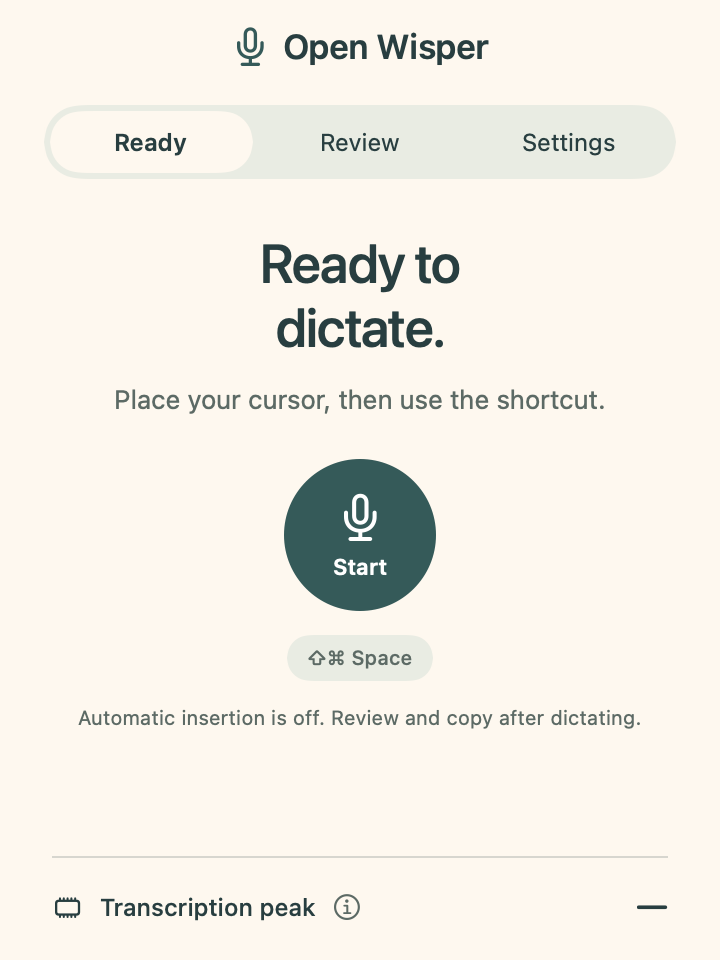 Open Wisper
Ready
Review
Settings
Ready to
dictate.
Place your cursor, then use the shortcut.
Start
⇧⌘ Space
Automatic insertion is off. Review and copy after dictating.
Transcription peak
—